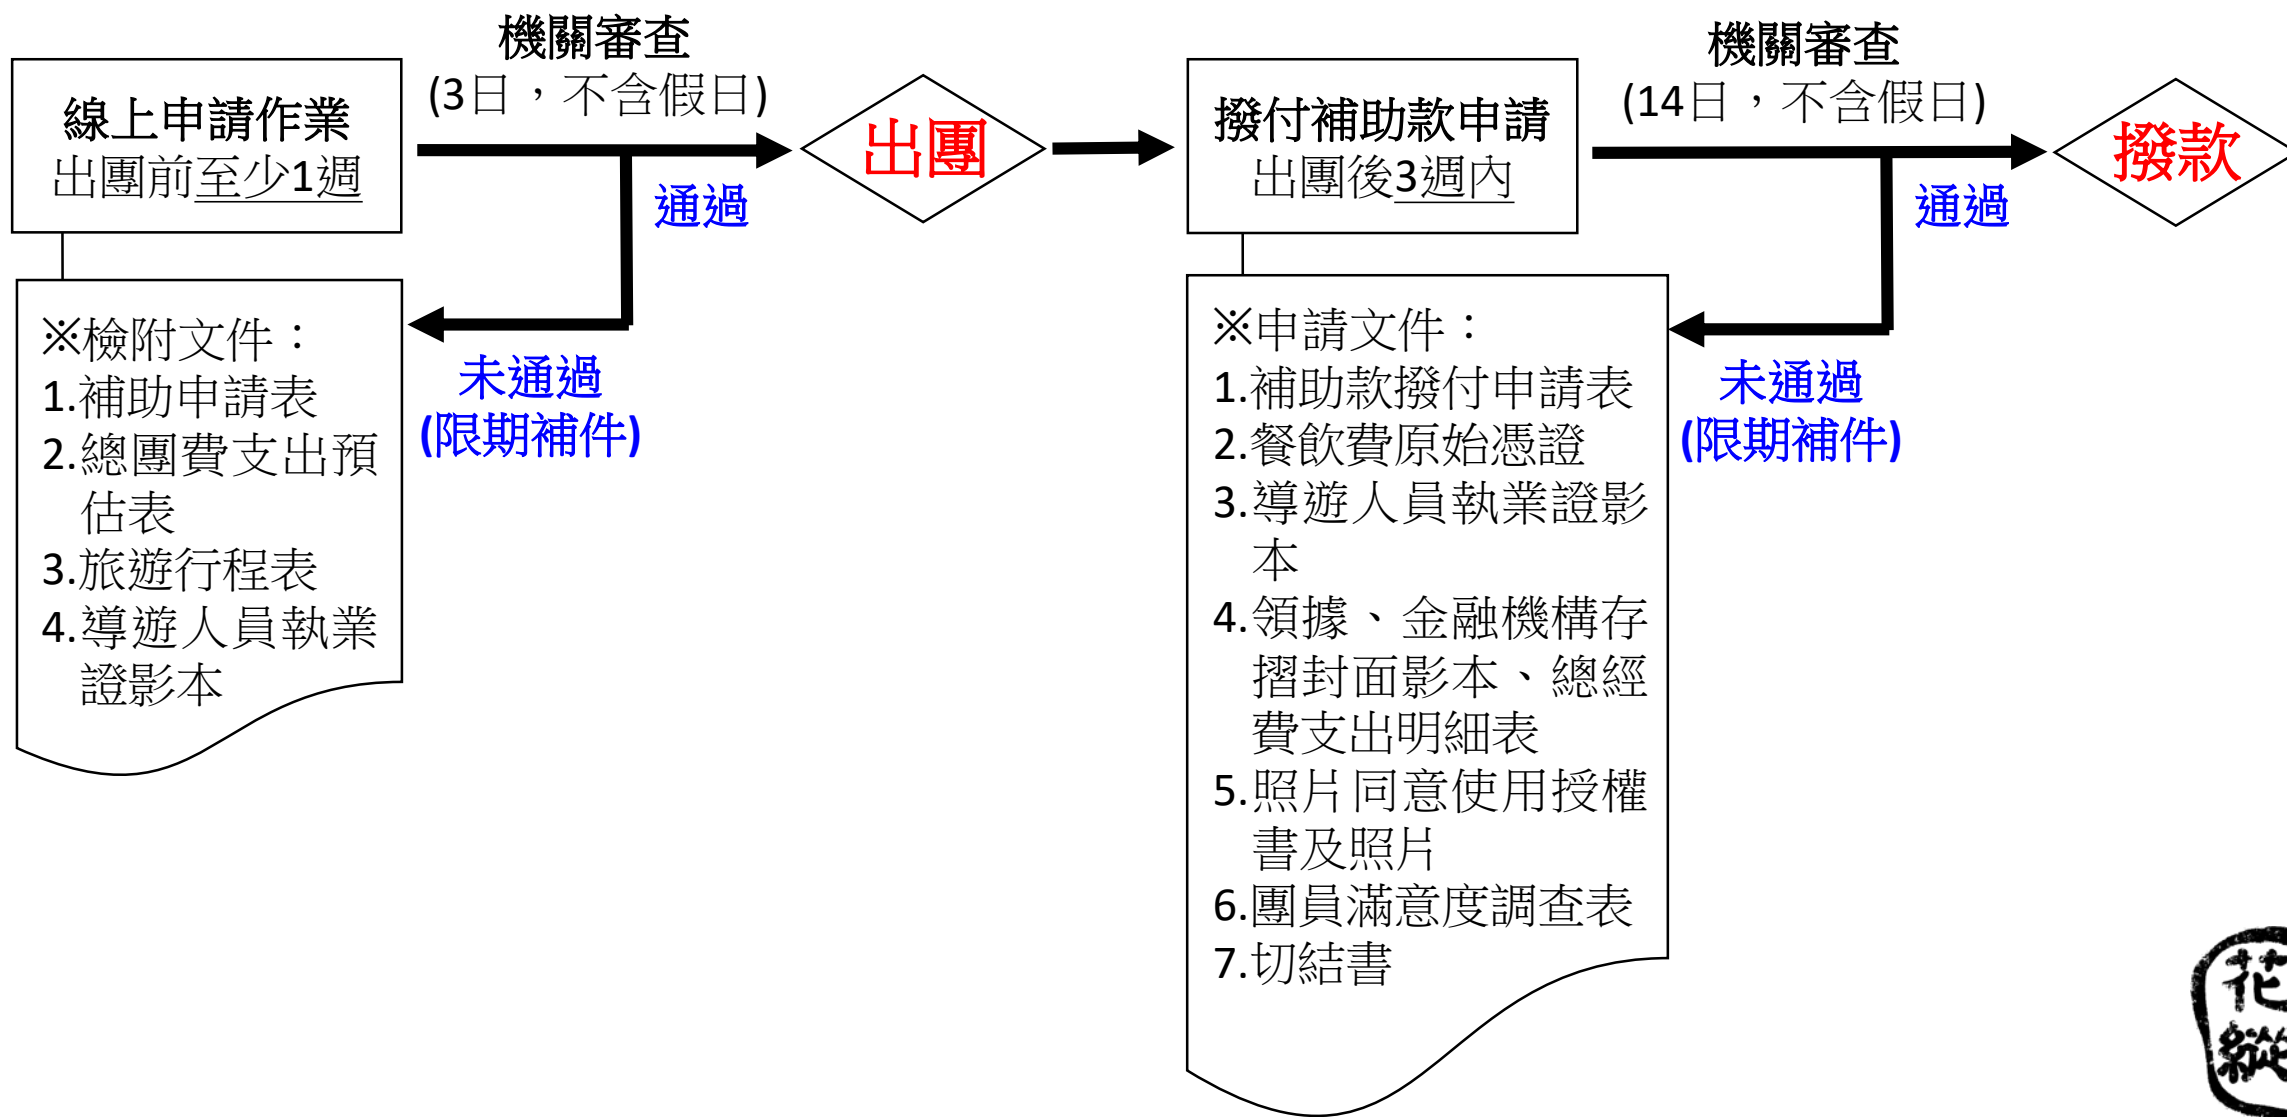 機關審查
(3日，不含假日)
線上申請作業
出團前至少1週
通過
出團
未通過
(限期補件)
※檢附文件：
1.補助申請表
2.總團費支出預
估表
3.旅遊行程表
4.導遊人員執業
證影本
撥付補助款申請
出團後3週內
機關審查
(14日，不含假日)
通過
撥款
未通過
(限期補件)
※申請文件：
1.補助款撥付申請表
2.餐飲費原始憑證
3.導遊人員執業證影
本
4.領據、金融機構存
摺封面影本、總經
費支出明細表
5.照片同意使用授權
書及照片
6.團員滿意度調查表
7.切結書
花
縱